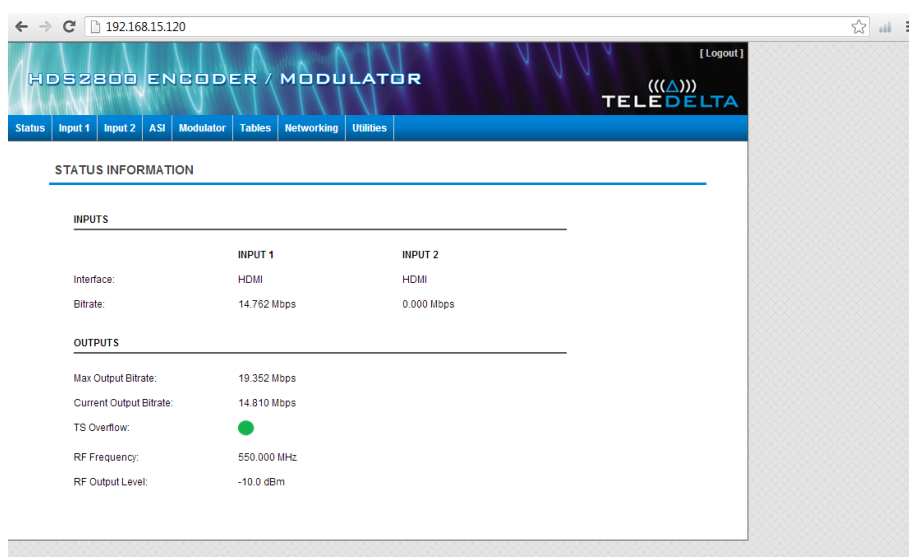 192.168.15.120
[ Logout ]
HDS2800 ENCODER / MODULATOR
TELEDELTA
Status Input 1 Input 2 ASI Modulator Tables Networking Utilities
STATUS INFORMATION
INPUTS
INPUT 1 INPUT 2
Interface: HDMI HDMI
Bitrate: 14.762 Mbps 0.000 Mbps
OUTPUTS
Max Output Bitrate: 19.352 Mbps
Current Output Bitrate: 14.810 Mbps
TS Overflow:
RF Frequency: 550.000 MHz
RF Output Level: -10.0 dBm